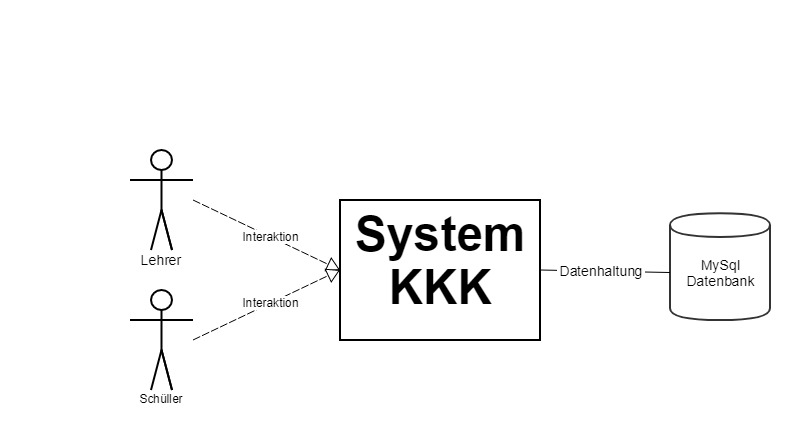 Lehrer
Interaktion
Schüller
Interaktion
System
KKK
Datenhaltung
MySql
Datenbank